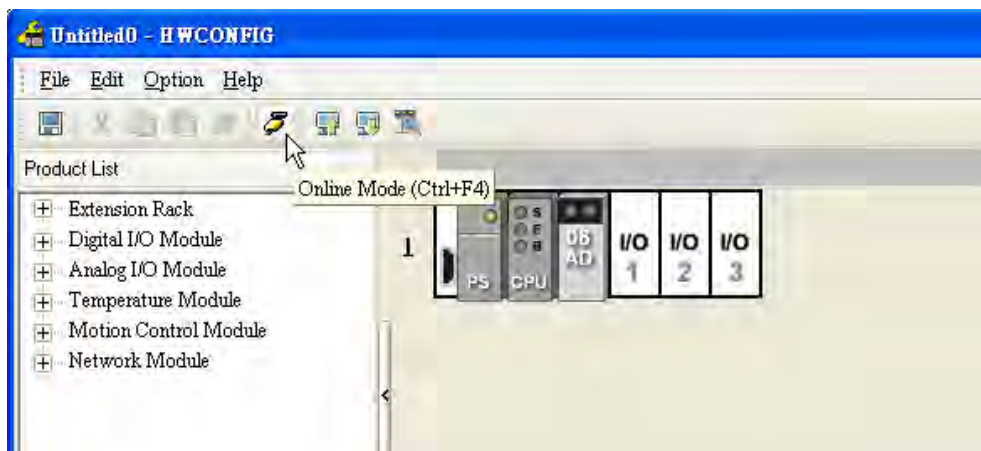 Untitled0 - HWCONFIG
File Edit Option Help
Product List
Online Mode (Ctrl+F4)
Extension Rack
Digital I/O Module
Analog I/O Module
Temperature Module
Motion Control Module
Network Module
1
PS
CPU
S
F
B
06
AD
I/O
1
I/O
2
I/O
3